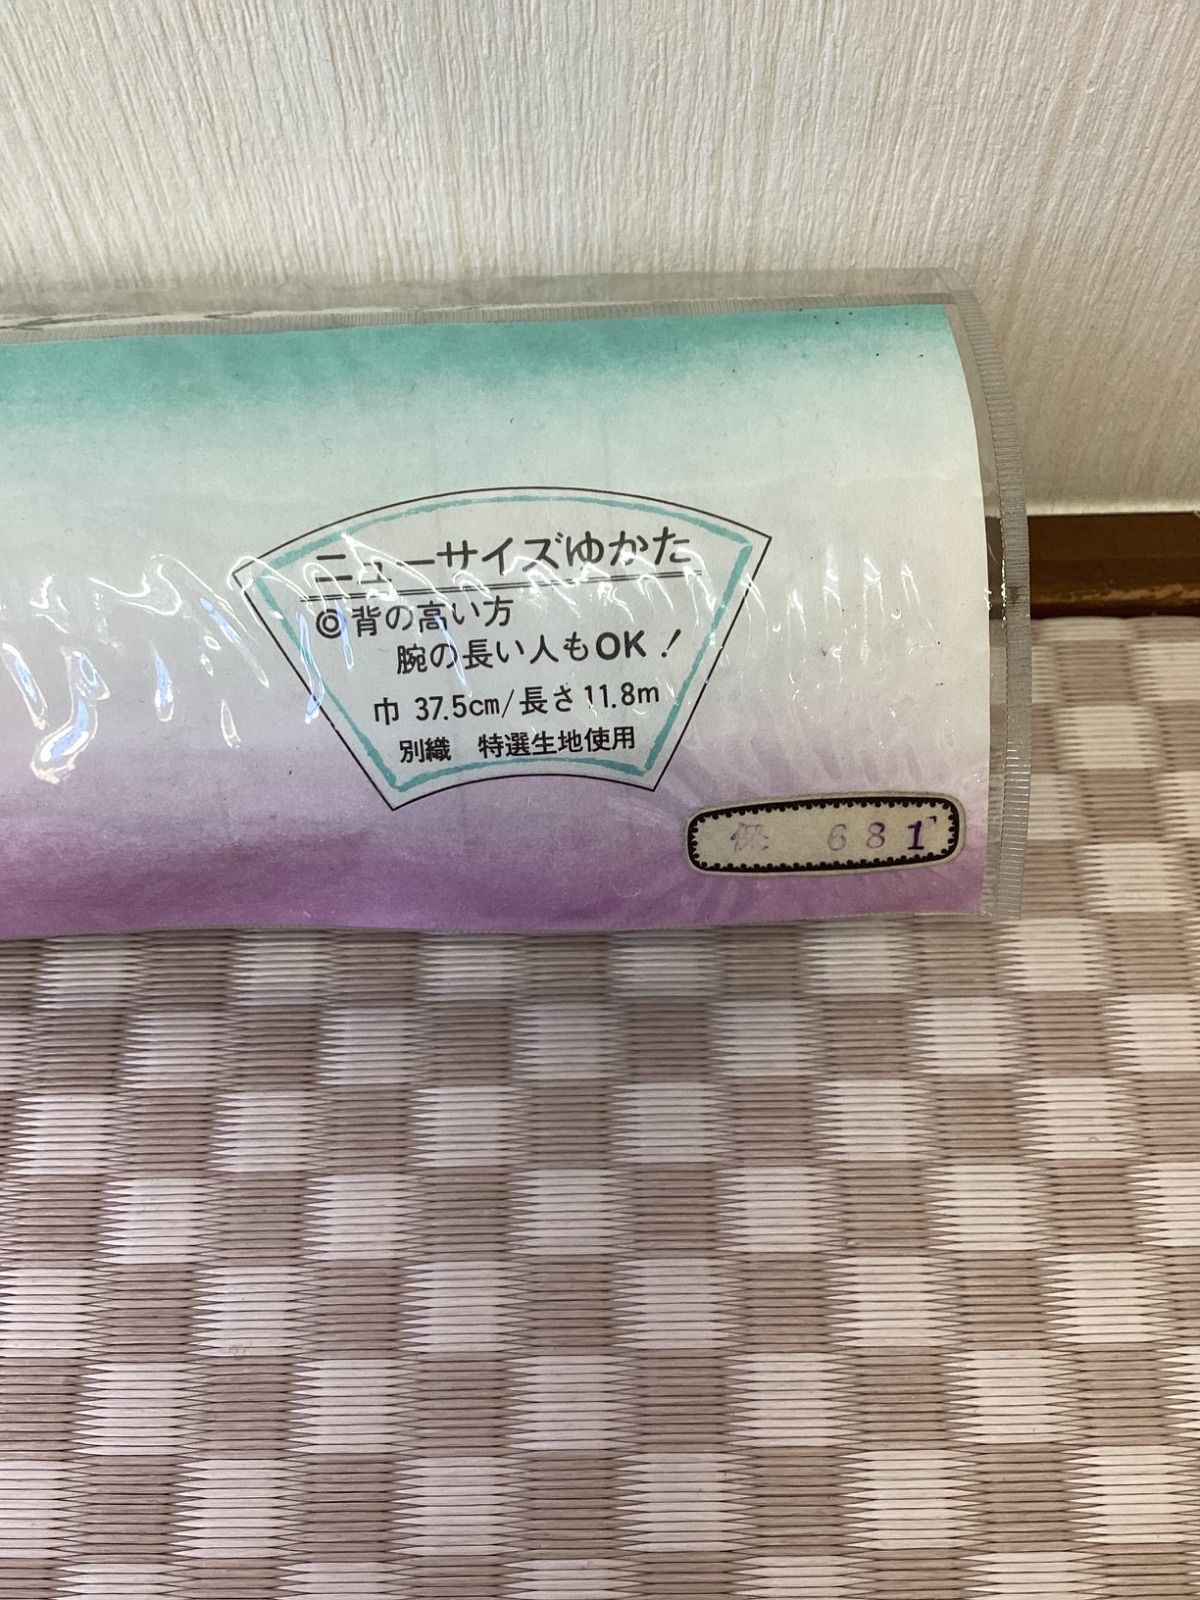 ニューサイズゆかた
◎背の高い方
腕の長い人もOK!
巾 37.5cm/長さ11.8m
別織 特選生地使用
681